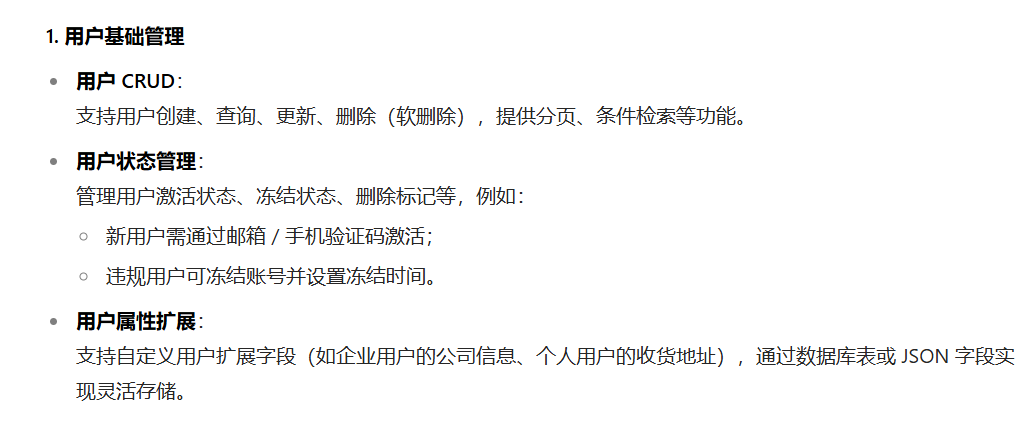 1. 用户基础管理
用户 CRUD：
支持用户创建、查询、更新、删除（软删除），提供分页、条件检索等功能。
用户状态管理：
管理用户激活状态、冻结状态、删除标记等，例如：
新用户需通过邮箱 / 手机验证码激活；
违规用户可冻结账号并设置冻结时间。
用户属性扩展：
支持自定义用户扩展字段（如企业用户的公司信息、个人用户的收货地址），通过数据库表或 JSON 字段实
现灵活存储。